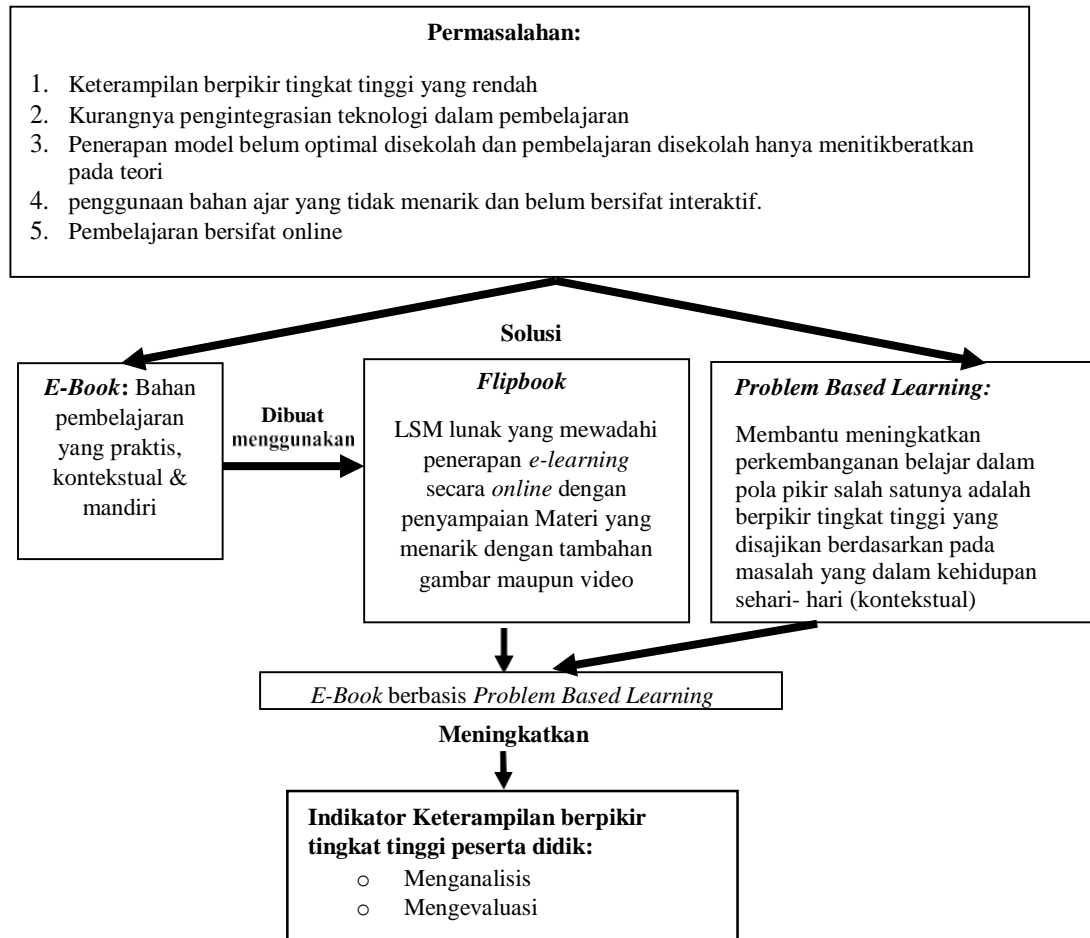 Permasalahan:
1. Keterampilan berpikir tingkat tinggi yang rendah
2. Kurangnya pengintegrasian teknologi dalam pembelajaran
3. Penerapan model belum optimal disekolah dan pembelajaran disekolah hanya menitikberatkan
pada teori
4. penggunaan bahan ajar yang tidak menarik dan belum bersifat interaktif.
5. Pembelajaran bersifat online
Solusi
E-Book: Bahan
pembelajaran
yang praktis,
kontekstual &
mandiri
Dibuat
menggunakan
Flipbook
LSM lunak yang mewadahi
penerapan e-learning
secara online dengan
penyampaian Materi yang
menarik dengan tambahan
gambar maupun video
Problem Based Learning:
Membantu meningkatkan
perkembanganan belajar dalam
pola pikir salah satunya adalah
berpikir tingkat tinggi yang
disajikan berdasarkan pada
masalah yang dalam kehidupan
sehari- hari (kontekstual)
E-Book berbasis Problem Based Learning
Meningkatkan
Indikator Keterampilan berpikir
tingkat tinggi peserta didik:
o Menganalisis
o Mengevaluasi